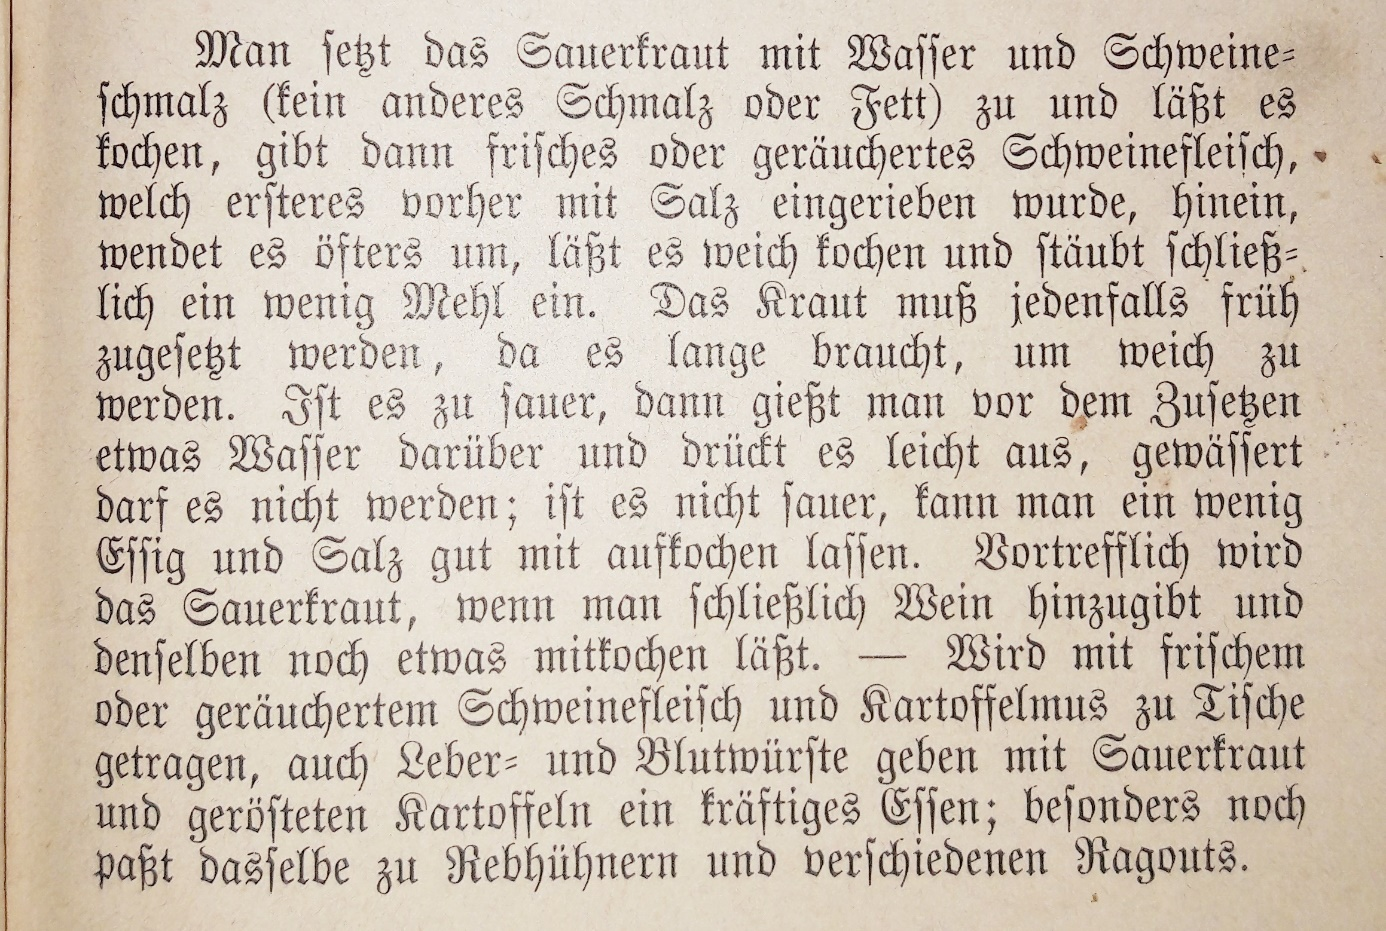 Man setzt das Sauerkraut mit Wasser und Schweine-
schmalz (kein anderes Schmalz oder Fett) zu und läßt es
kochen, gibt dann frisches oder geräuchertes Schweinefleisch,
welch ersteres vorher mit Salz eingerieben wurde, hinein,
wendet es öfters um, läßt es weich kochen und stäubt schließ-
lich ein wenig Mehl ein. Das Kraut muß jedenfalls früh
zugesetzt werden, da es lange braucht, um weich zu
werden. Ist es zu sauer, dann gießt man vor dem Zusetzen
etwas Wasser darüber und drückt es leicht aus, gewässert
darf es nicht werden; ist es nicht sauer, kann man ein wenig
Essig und Salz gut mit aufkochen lassen. Vortrefflich wird
das Sauerkraut, wenn man schließlich Wein hinzugibt und
denselben noch etwas mitkochen läßt. — Wird mit frischem
oder geräuchertem Schweinefleisch und Kartoffelmus zu Tische
getragen, auch Leber- und Blutwürste geben mit Sauerkraut
und gerösteten Kartoffeln ein kräftiges Essen; besonders noch
paßt dasselbe zu Rebhühnern und verschiedenen Ragouts.